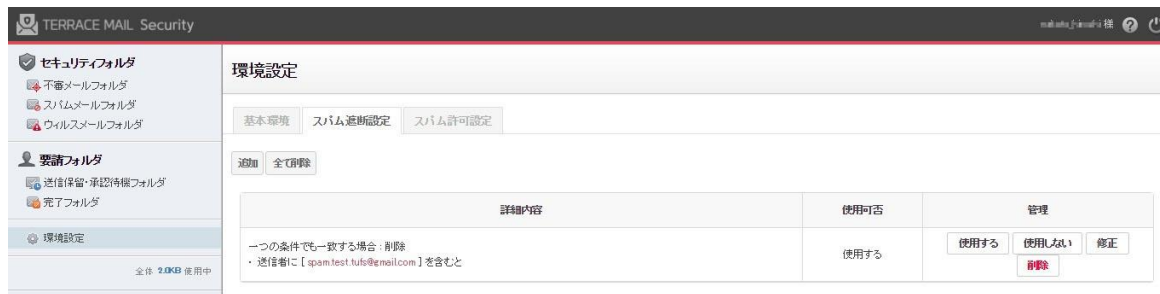 TERRACE MAIL Security
様
セキュリティフォルダ
不審メールフォルダ
スパムメールフォルダ
ウィルスメールフォルダ
要請フォルダ
送信保留・承認待機フォルダ
完了フォルダ
環境設定
全体 2.0KB 使用中
環境設定
基本環境 スパム遮断設定 スパム許可設定
追加 全て削除
詳細内容 使用可否 管理
一つの条件でも一致する場合 : 削除
・ 送信者に [ spam.test.tufs@gmail.com ] を含むと
使用する
使用する 使用しない 修正
削除